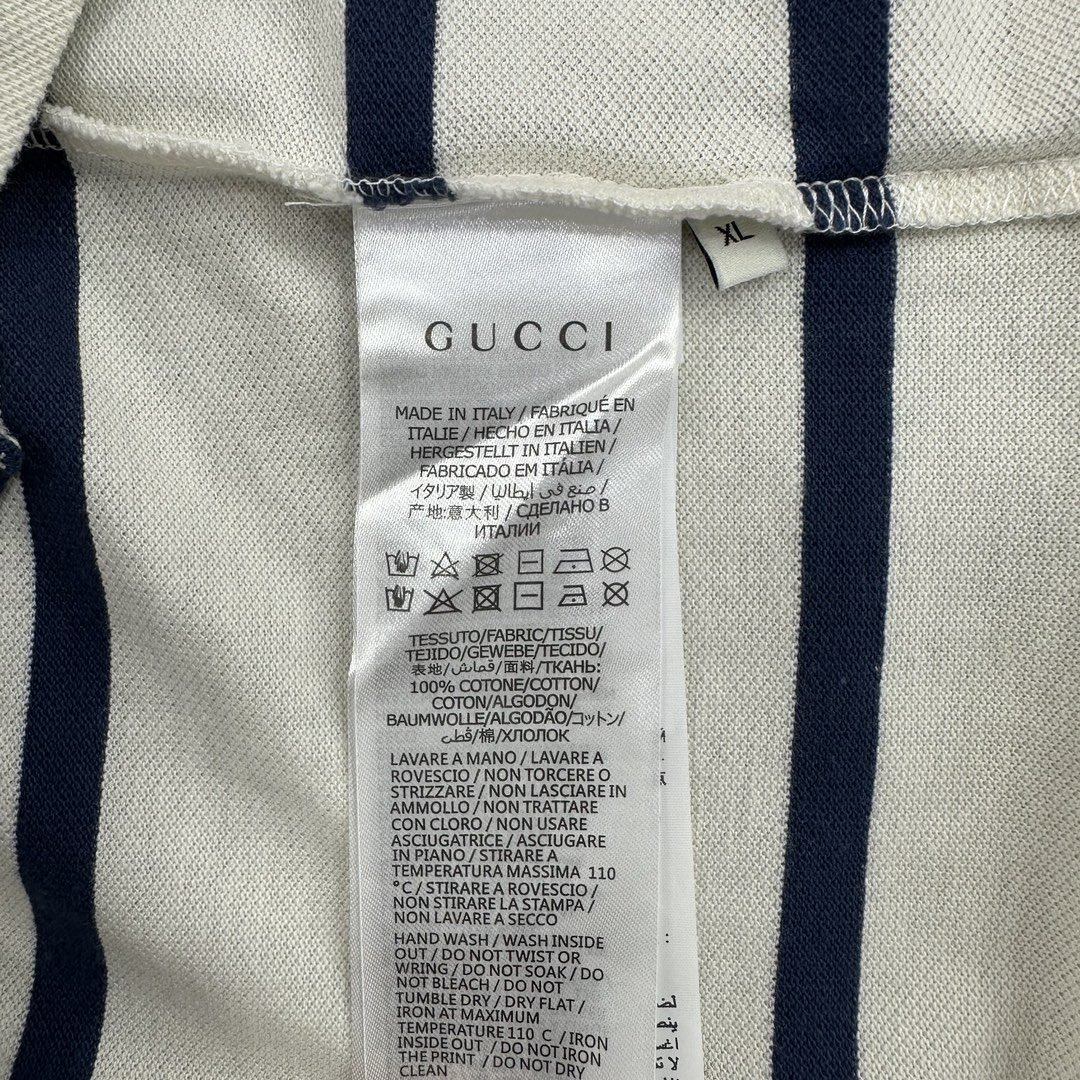 XL
GUCCI
MADE IN ITALY / FABRIQUÉ EN
ITALIE / HECHO EN ITALIA /
HERGESTELLT IN ITALIEN /
FABRICADO EM ITÁLIA /
イタリア製 / صنع في إيطاليا /
产地:意大利 / СДЕЛАНО В
ИТАЛИИ
TESSUTO/FABRIC/TISSU/
TEJIDO/GEWEBE/TECIDO/
表地/قماش/面料/ТКАНЬ:
100% COTONE/COTTON/
COTON/ALGODON/
BAUMWOLLE/ALGODÃO/コットン/
قطن/棉/ХЛОПОК
LAVARE A MANO / LAVARE A
ROVESCIO / NON TORCERE O
STRIZZARE / NON LASCIARE IN
AMMOLLO / NON TRATTARE
CON CLORO / NON USARE
ASCIUGATRICE / ASCIUGARE
IN PIANO / STIRARE A
TEMPERATURA MASSIMA 110
°C / STIRARE A ROVESCIO /
NON STIRARE LA STAMPA /
NON LAVARE A SECCO
HAND WASH / WASH INSIDE
OUT / DO NOT TWIST OR
WRING / DO NOT SOAK / DO
NOT BLEACH / DO NOT
TUMBLE DRY / DRY FLAT /
IRON AT MAXIMUM
TEMPERATURE 110 C / IRON
INSIDE OUT / DO NOT IRON
THE PRINT / DO NOT DRY
CLEAN